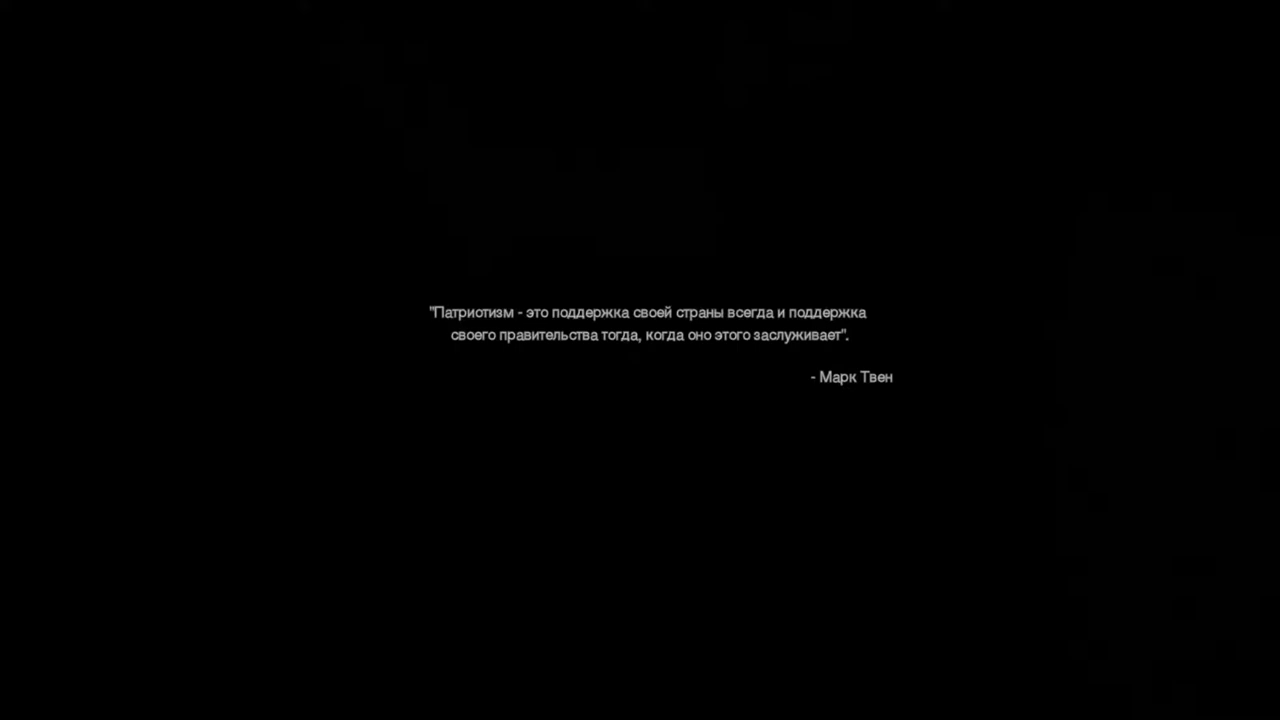 "Патриотизм - это поддержка своей страны всегда и поддержка
своего правительства тогда, когда оно этого заслуживает".
- Марк Твен